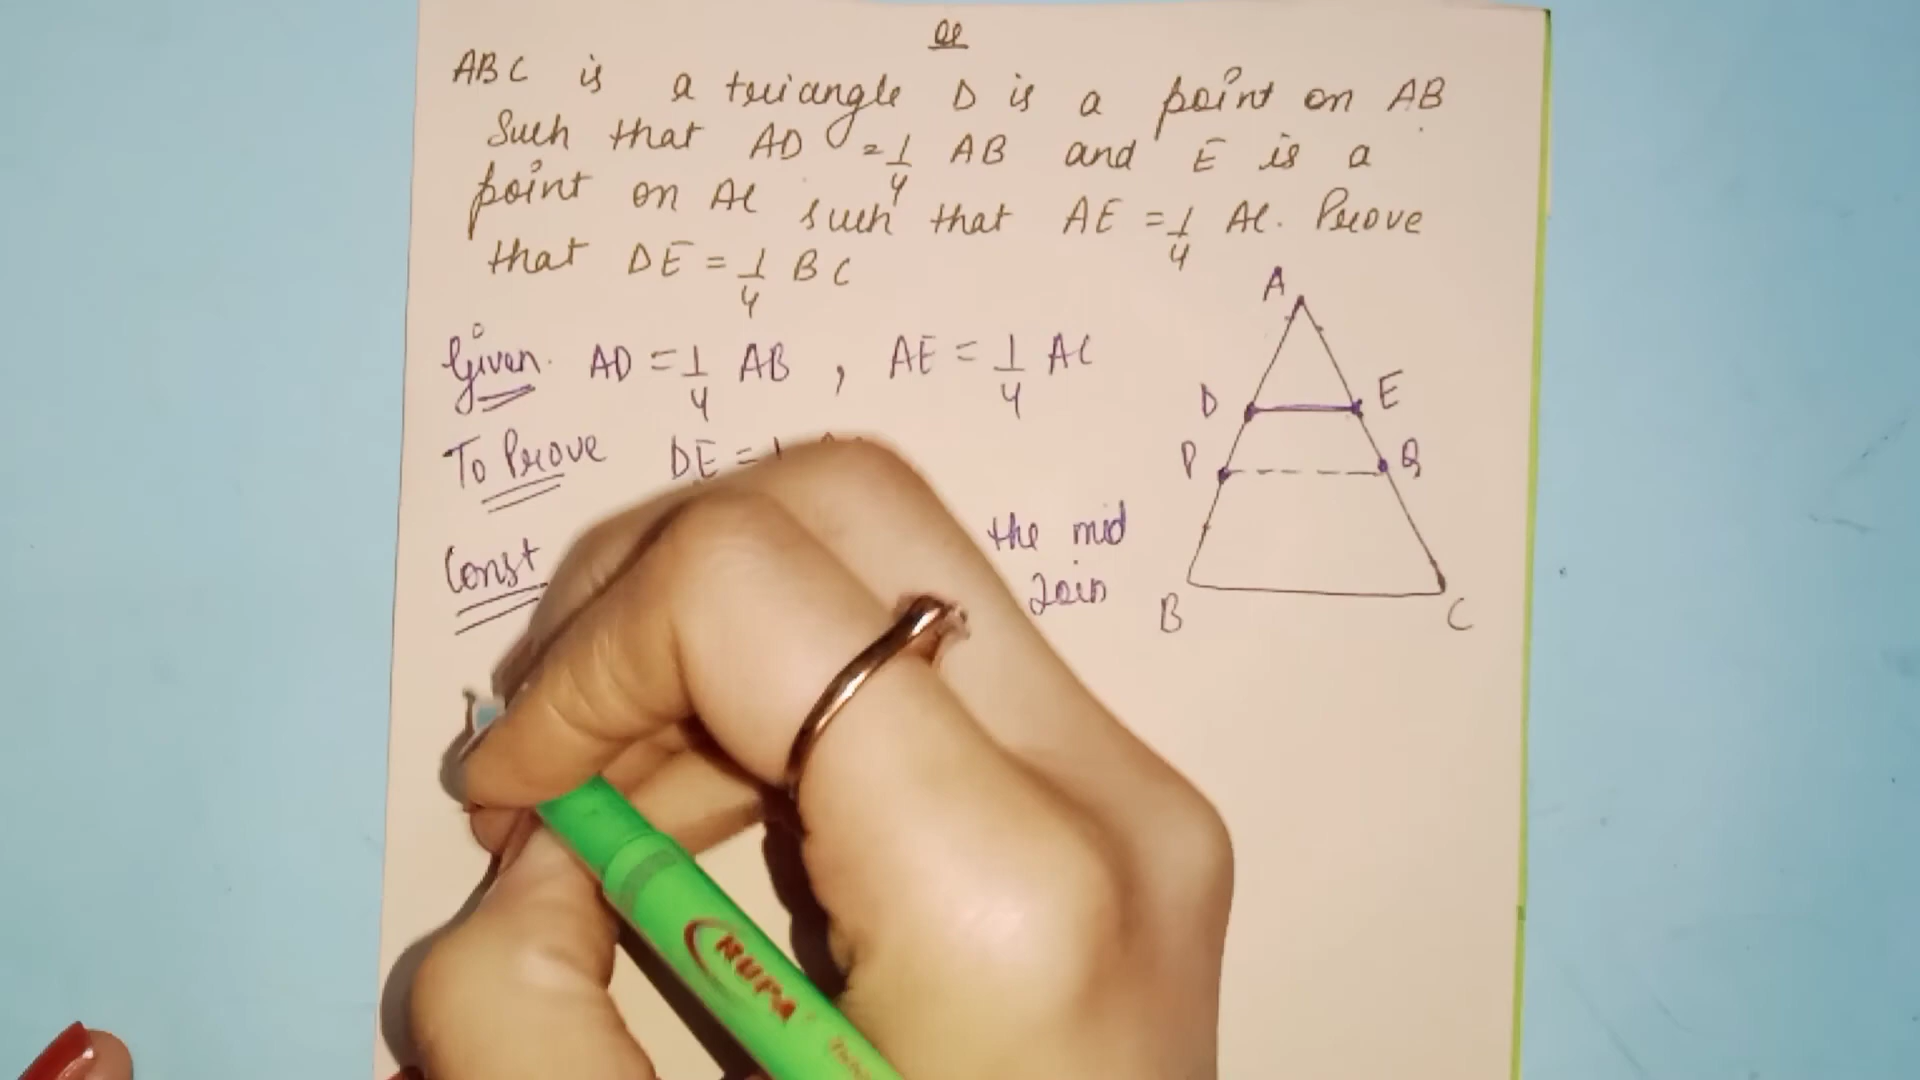 Q
ABC is a triangle D is a point on AB
Such that AD = 1/4 AB and E is a
point on AC such that AE = 1/4 AC. Prove
that DE = 1/4 BC
Given. AD = 1/4 AB , AE = 1/4 AC
To Prove DE = 1
Const the mid
Join
A
D E
P Q
B C
RUPA